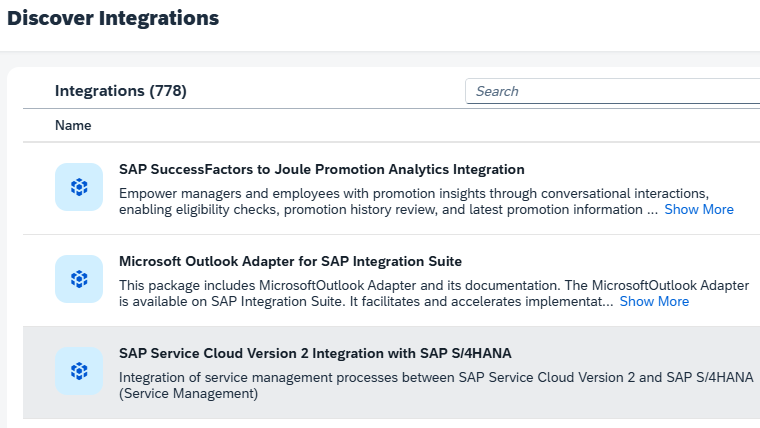 Discover Integrations
Integrations (778)
Search
Name
SAP SuccessFactors to Joule Promotion Analytics Integration
Empower managers and employees with promotion insights through conversational interactions,
enabling eligibility checks, promotion history review, and latest promotion information ... Show More
Microsoft Outlook Adapter for SAP Integration Suite
This package includes MicrosoftOutlook Adapter and its documentation. The MicrosoftOutlook Adapter
is available on SAP Integration Suite. It facilitates and accelerates implementat... Show More
SAP Service Cloud Version 2 Integration with SAP S/4HANA
Integration of service management processes between SAP Service Cloud Version 2 and SAP S/4HANA
(Service Management)